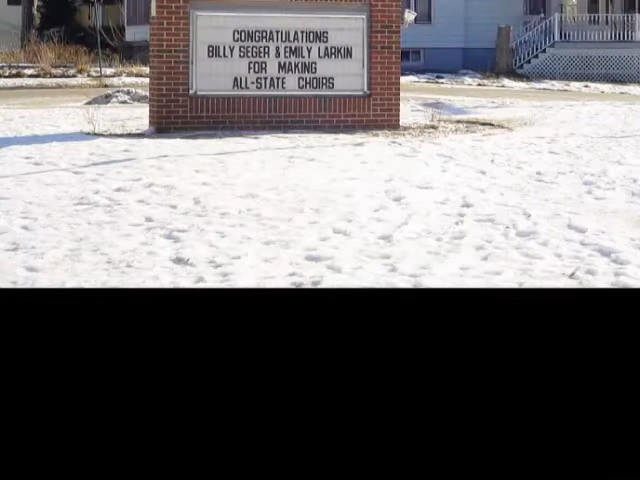 CONGRATULATIONS
BILLY SEGER & EMILY LARKIN
FOR MAKING
ALL-STATE CHOIRS